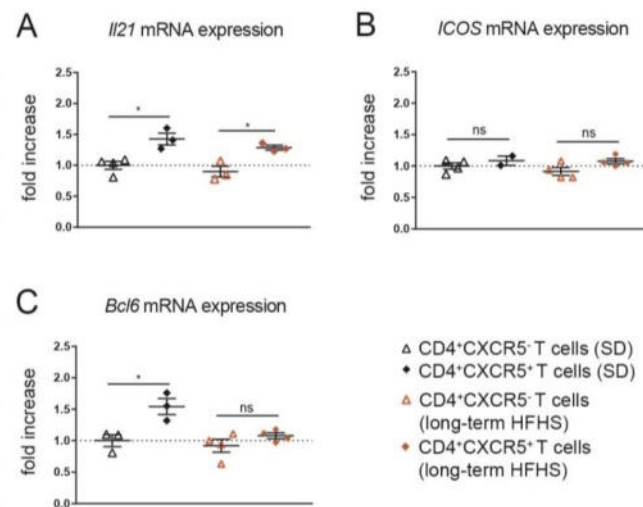 A
Il21 mRNA expression
fold increase
2.5
2.0
1.5
1.0
0.5
0.0
*
*
B
ICOS mRNA expression
fold increase
2.5
2.0
1.5
1.0
0.5
0.0
ns
ns
C
Bcl6 mRNA expression
fold increase
2.5
2.0
1.5
1.0
0.5
0.0
*
ns
CD4⁺CXCR5⁻ T cells (SD)
CD4⁺CXCR5⁺ T cells (SD)
CD4⁺CXCR5⁻ T cells
(long-term HFHS)
CD4⁺CXCR5⁺ T cells
(long-term HFHS)